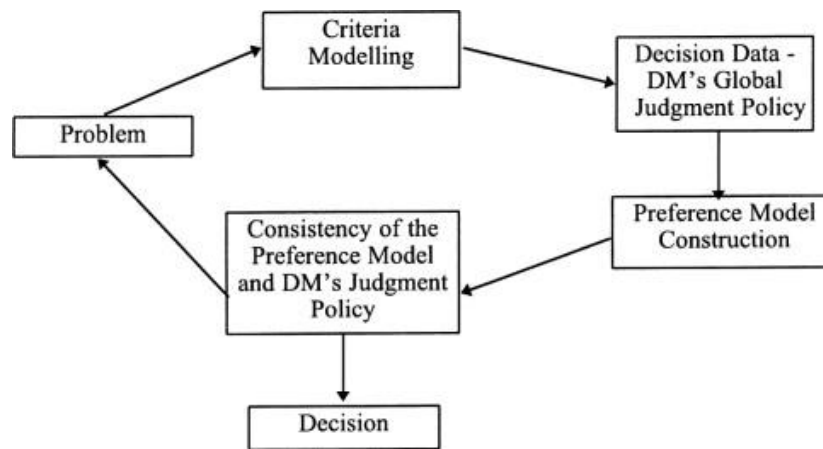 Criteria
Modelling
Decision Data -
DM's Global
Judgment Policy
Problem
Consistency of the
Preference Model
and DM's Judgment
Policy
Preference Model
Construction
Decision